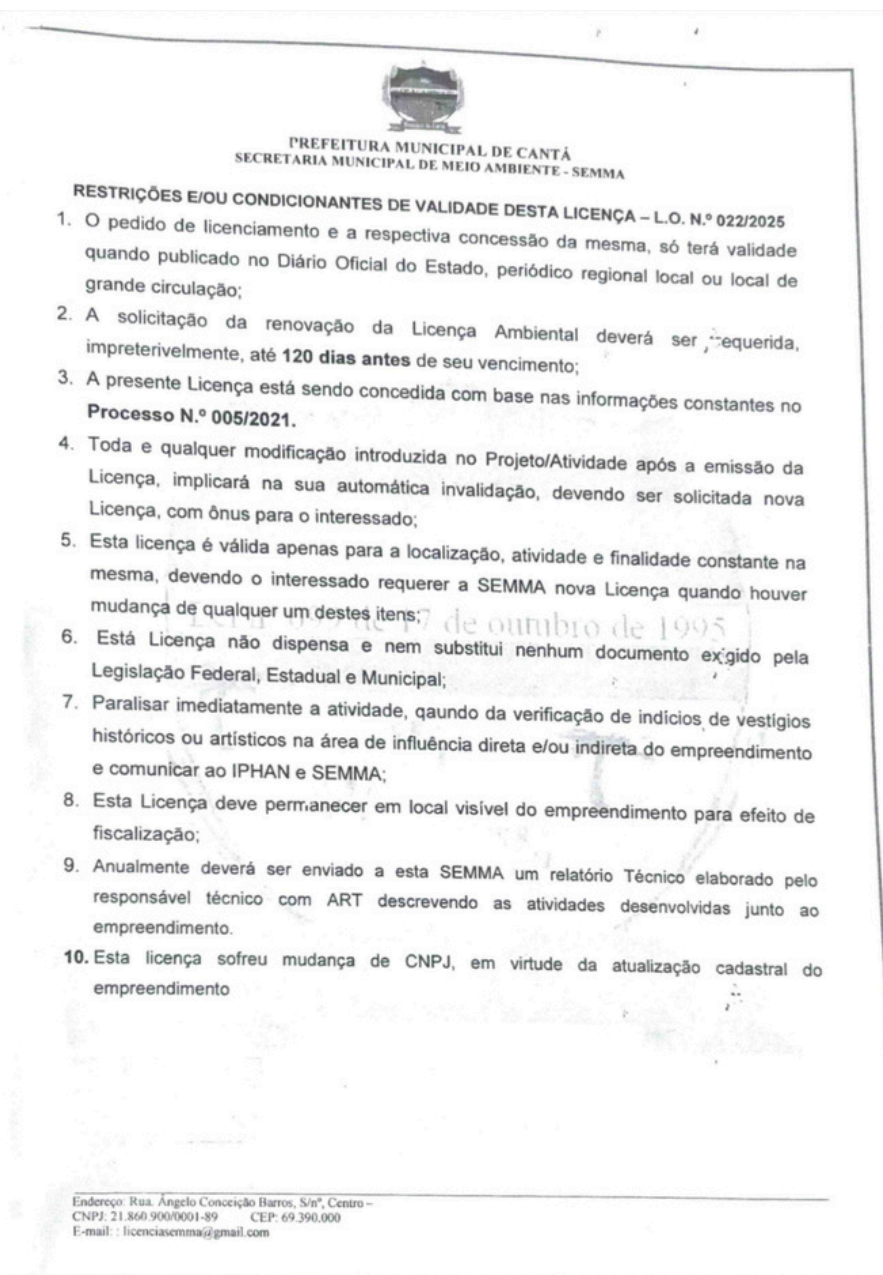 PREFEITURA MUNICIPAL DE CANTÁ
SECRETARIA MUNICIPAL DE MEIO AMBIENTE - SEMMA
RESTRIÇÕES E/OU CONDICIONANTES DE VALIDADE DESTA LICENÇA – L.O. N.º 022/2025
1. O pedido de licenciamento e a respectiva concessão da mesma, só terá validade
quando publicado no Diário Oficial do Estado, periódico regional local ou local de
grande circulação;
2. A solicitação da renovação da Licença Ambiental deverá ser requerida,
impreterivelmente, até 120 dias antes de seu vencimento;
3. A presente Licença está sendo concedida com base nas informações constantes no
Processo N.º 005/2021.
4. Toda e qualquer modificação introduzida no Projeto/Atividade após a emissão da
Licença, implicará na sua automática invalidação, devendo ser solicitada nova
Licença, com ônus para o interessado;
5. Esta licença é válida apenas para a localização, atividade e finalidade constante na
mesma, devendo o interessado requerer a SEMMA nova Licença quando houver
mudança de qualquer um destes itens;
de 17 de outubro de 1995
6. Está Licença não dispensa e nem substitui nenhum documento exigido pela
Legislação Federal, Estadual e Municipal;
7. Paralisar imediatamente a atividade, qaundo da verificação de indícios de vestígios
históricos ou artísticos na área de influência direta e/ou indireta do empreendimento
e comunicar ao IPHAN e SEMMA;
8. Esta Licença deve permanecer em local visível do empreendimento para efeito de
fiscalização;
9. Anualmente deverá ser enviado a esta SEMMA um relatório Técnico elaborado pelo
responsável técnico com ART descrevendo as atividades desenvolvidas junto ao
empreendimento.
10. Esta licença sofreu mudança de CNPJ, em virtude da atualização cadastral do
empreendimento
Endereço: Rua. Ângelo Conceição Barros, S/nº, Centro –
CNPJ: 21.860.900/0001-89 CEP: 69.390.000
E-mail: : licenciasemma@gmail.com